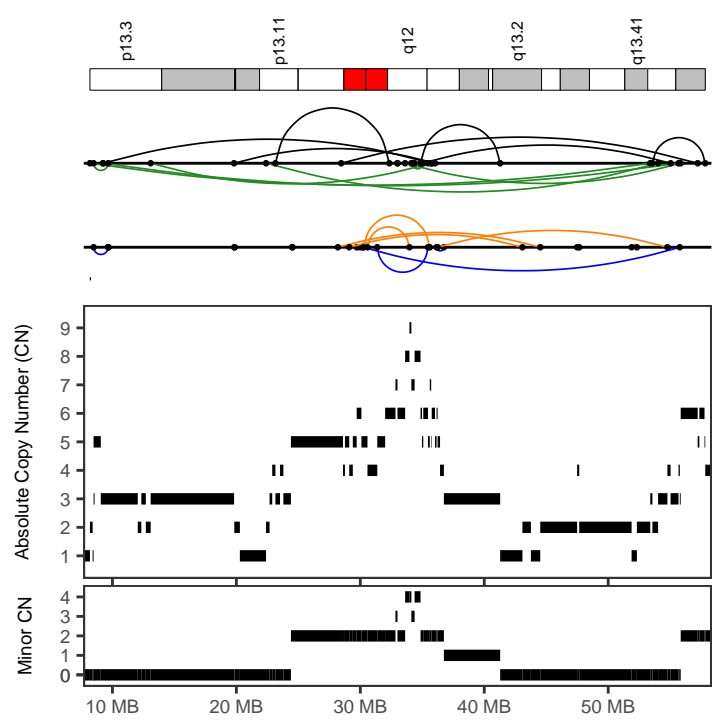 p13.3
p13.11
q12
q13.2
q13.41
Absolute Copy Number (CN)
9
8
7
6
5
4
3
2
1
Minor CN
4
3
2
1
0
10 MB
20 MB
30 MB
40 MB
50 MB